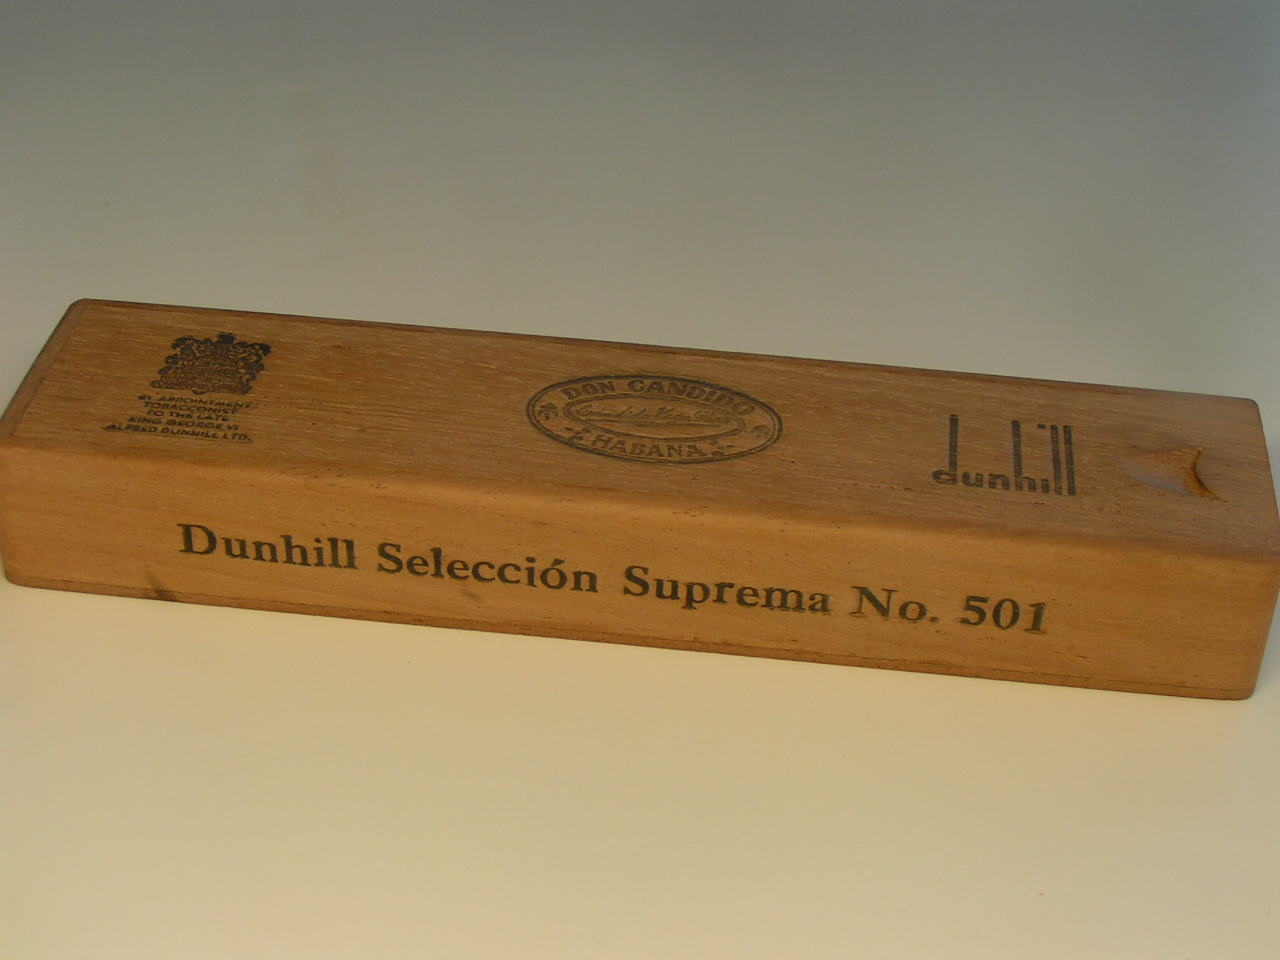 BY APPOINTMENT
TOBACCONIST
TO THE LATE
KING GEORGE VI
ALFRED DUNHILL LTD.
DON CANDIDO
HABANA
dunhill
Dunhill Selección Suprema No. 501